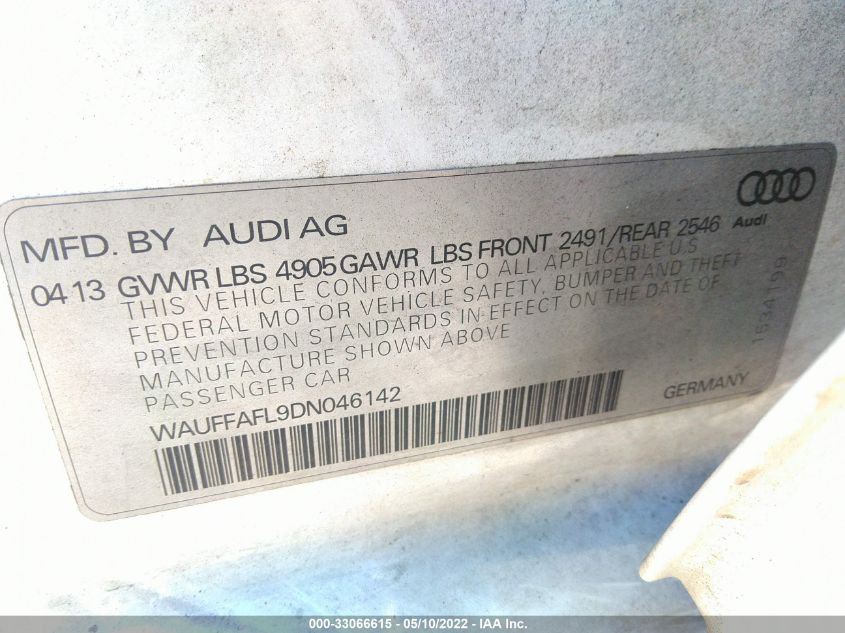 MFD. BY AUDI AG
Audi
04 13 GVWR LBS 4905 GAWR LBS FRONT 2491/REAR 2546
THIS VEHICLE CONFORMS TO ALL APPLICABLE U.S
FEDERAL MOTOR VEHICLE SAFETY, BUMPER AND THEFT
PREVENTION STANDARDS IN EFFECT ON THE DATE OF
MANUFACTURE SHOWN ABOVE
PASSENGER CAR
WAUFFAFL9DN046142
GERMANY
1534199
000-33066615 - 05/10/2022 - IAA Inc.